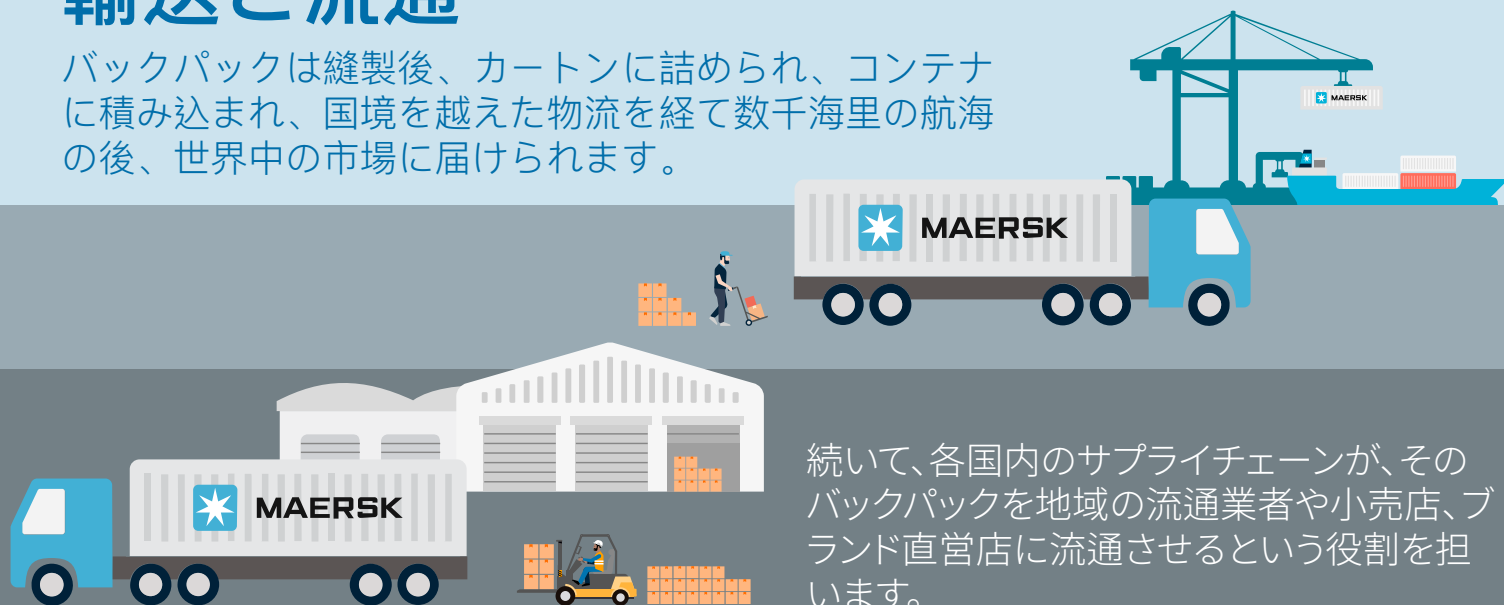 輸送と流通
バックパックは縫製後、カートンに詰められ、コンテナ
に積み込まれ、国境を越えた物流を経て数千海里の航海
の後、世界中の市場に届けられます。
MAERSK
MAERSK
続いて、各国内のサプライチェーンが、その
バックパックを地域の流通業者や小売店、ブ
ランド直営店に流通させるという役割を担
います。
MAERSK